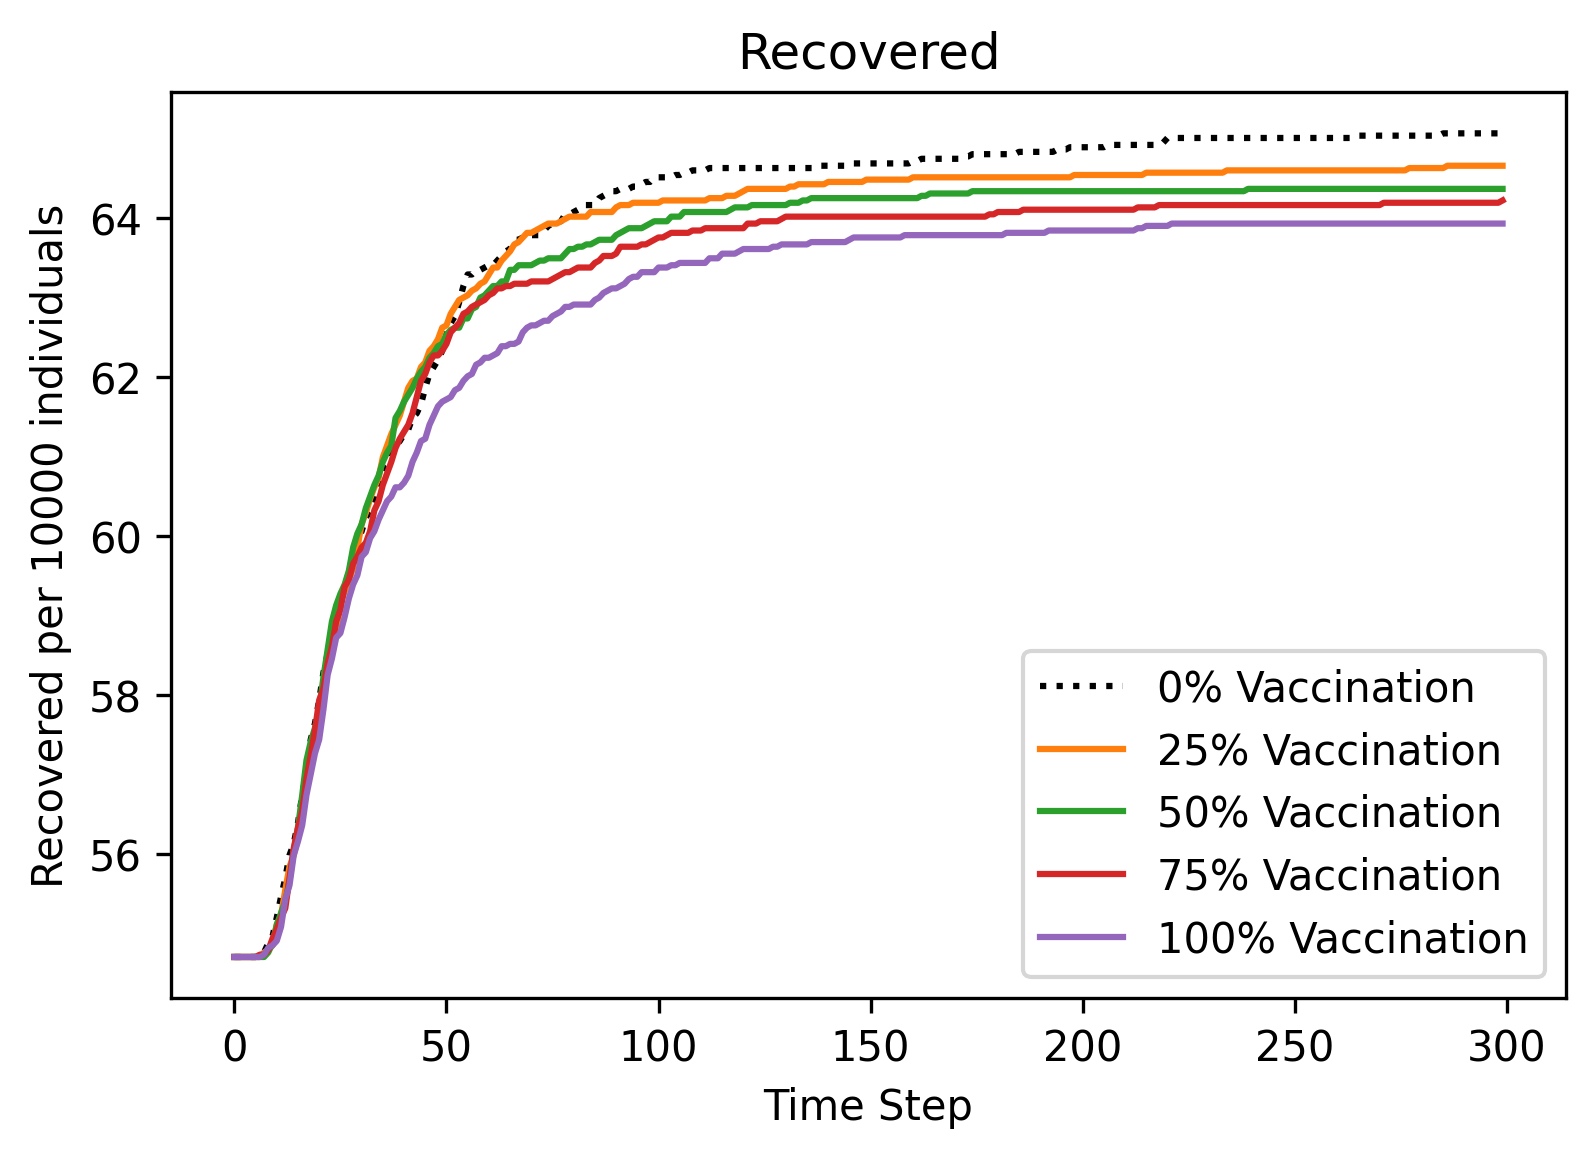 Recovered
Recovered per 10000 individuals
64
62
60
58
56
0% Vaccination
25% Vaccination
50% Vaccination
75% Vaccination
100% Vaccination
0 50 100 150 200 250 300
Time Step